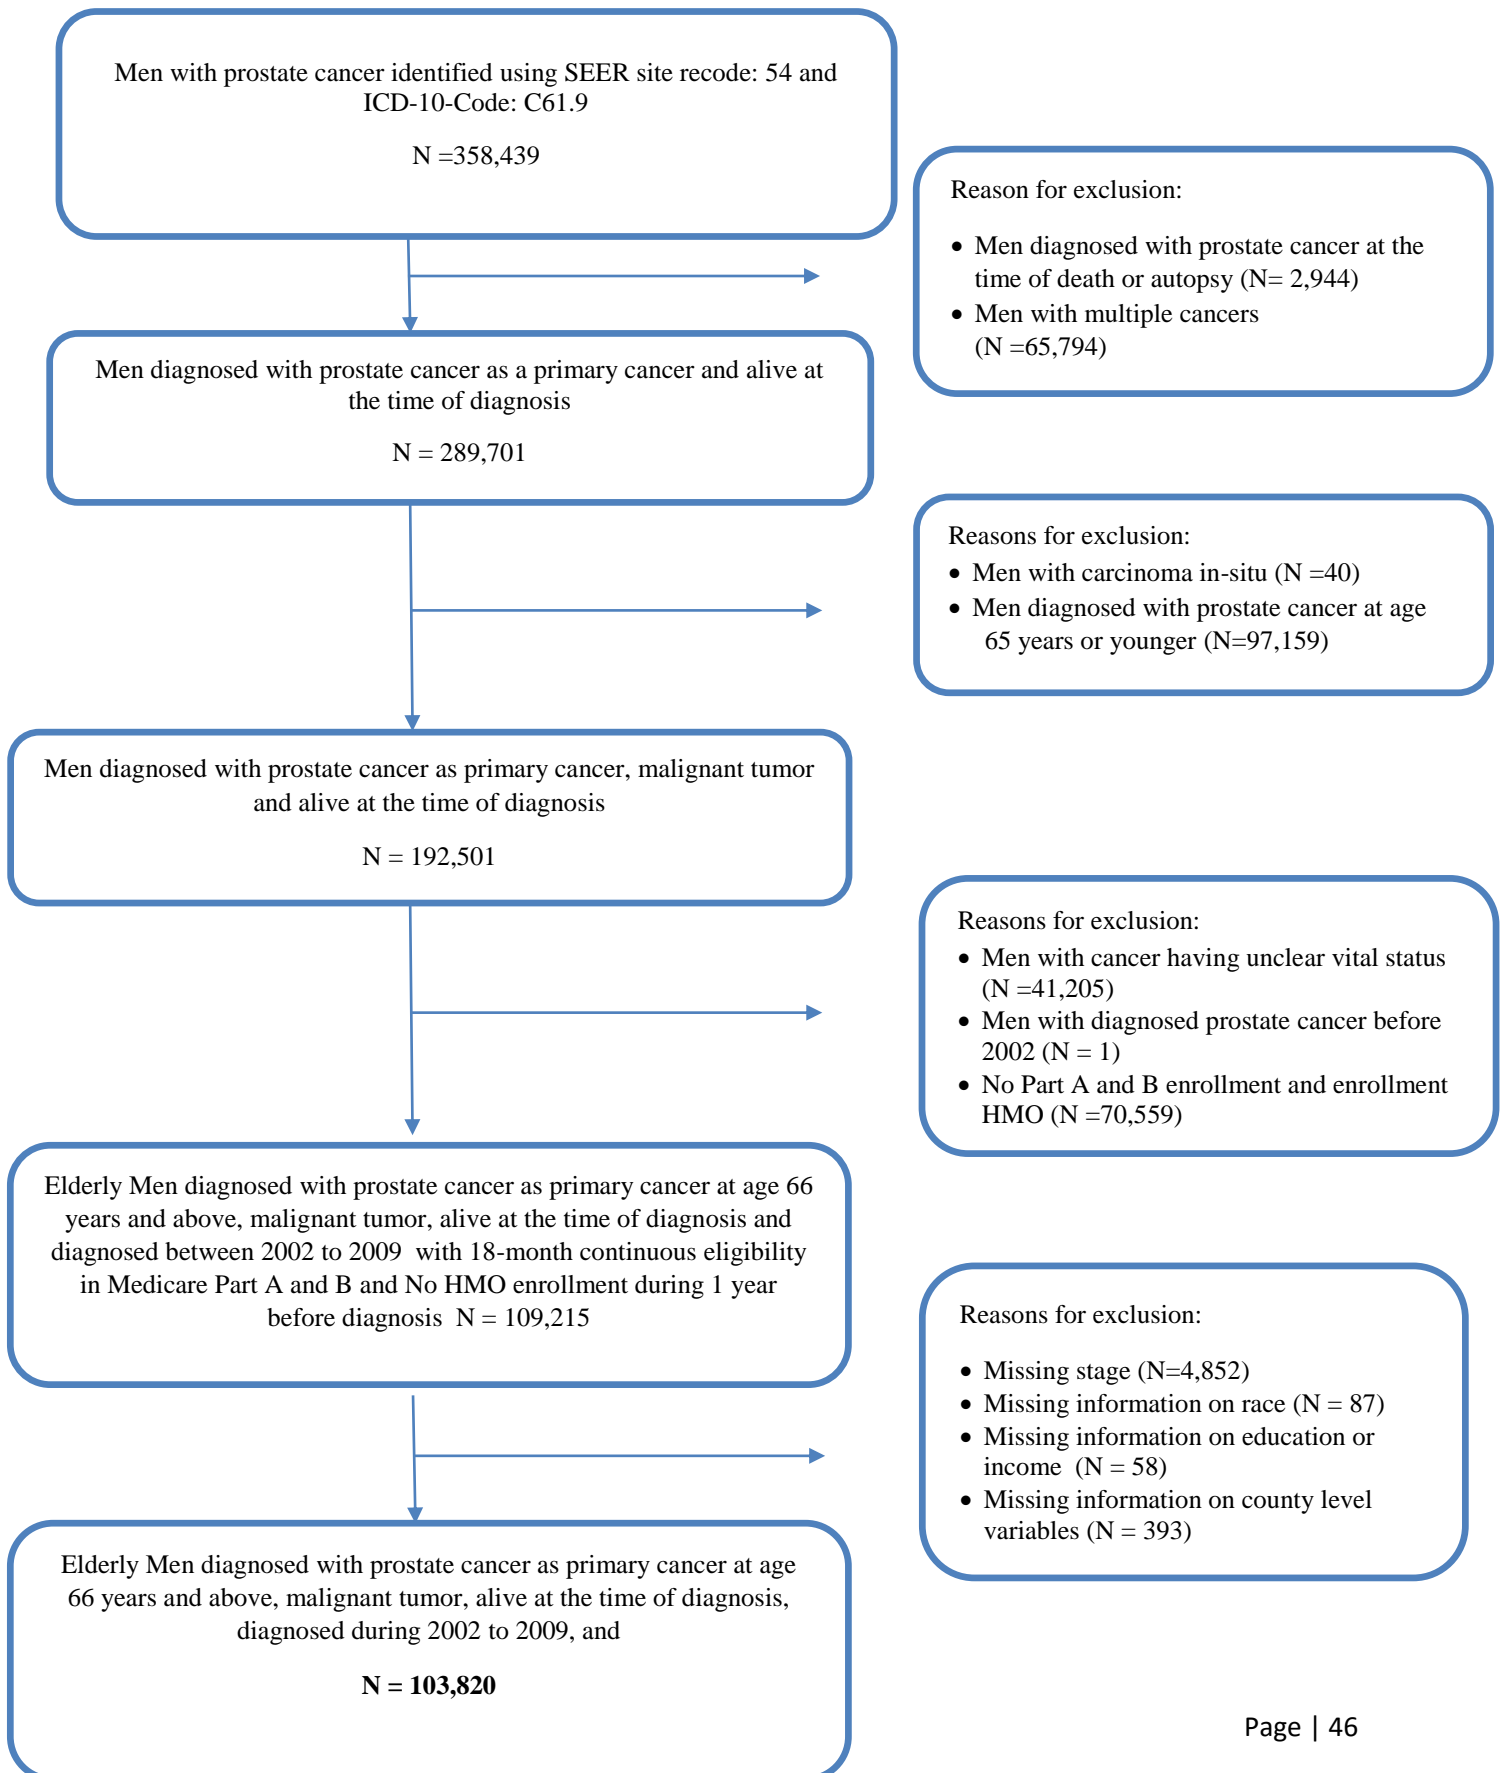 Men with prostate cancer identified using SEER site recode: 54 and
ICD-10-Code: C61.9
N =358,439
Reason for exclusion:
• Men diagnosed with prostate cancer at the
time of death or autopsy (N= 2,944)
• Men with multiple cancers
(N =65,794)
Men diagnosed with prostate cancer as a primary cancer and alive at
the time of diagnosis
N = 289,701
Reasons for exclusion:
• Men with carcinoma in-situ (N =40)
• Men diagnosed with prostate cancer at age
65 years or younger (N=97,159)
Men diagnosed with prostate cancer as primary cancer, malignant tumor
and alive at the time of diagnosis
N = 192,501
Reasons for exclusion:
• Men with cancer having unclear vital status
(N =41,205)
• Men with diagnosed prostate cancer before
2002 (N = 1)
• No Part A and B enrollment and enrollment
HMO (N =70,559)
Elderly Men diagnosed with prostate cancer as primary cancer at age 66
years and above, malignant tumor, alive at the time of diagnosis and
diagnosed between 2002 to 2009 with 18-month continuous eligibility
in Medicare Part A and B and No HMO enrollment during 1 year
before diagnosis N = 109,215
Reasons for exclusion:
• Missing stage (N=4,852)
• Missing information on race (N = 87)
• Missing information on education or
income (N = 58)
• Missing information on county level
variables (N = 393)
Elderly Men diagnosed with prostate cancer as primary cancer at age
66 years and above, malignant tumor, alive at the time of diagnosis,
diagnosed during 2002 to 2009, and
N = 103,820
Page | 46